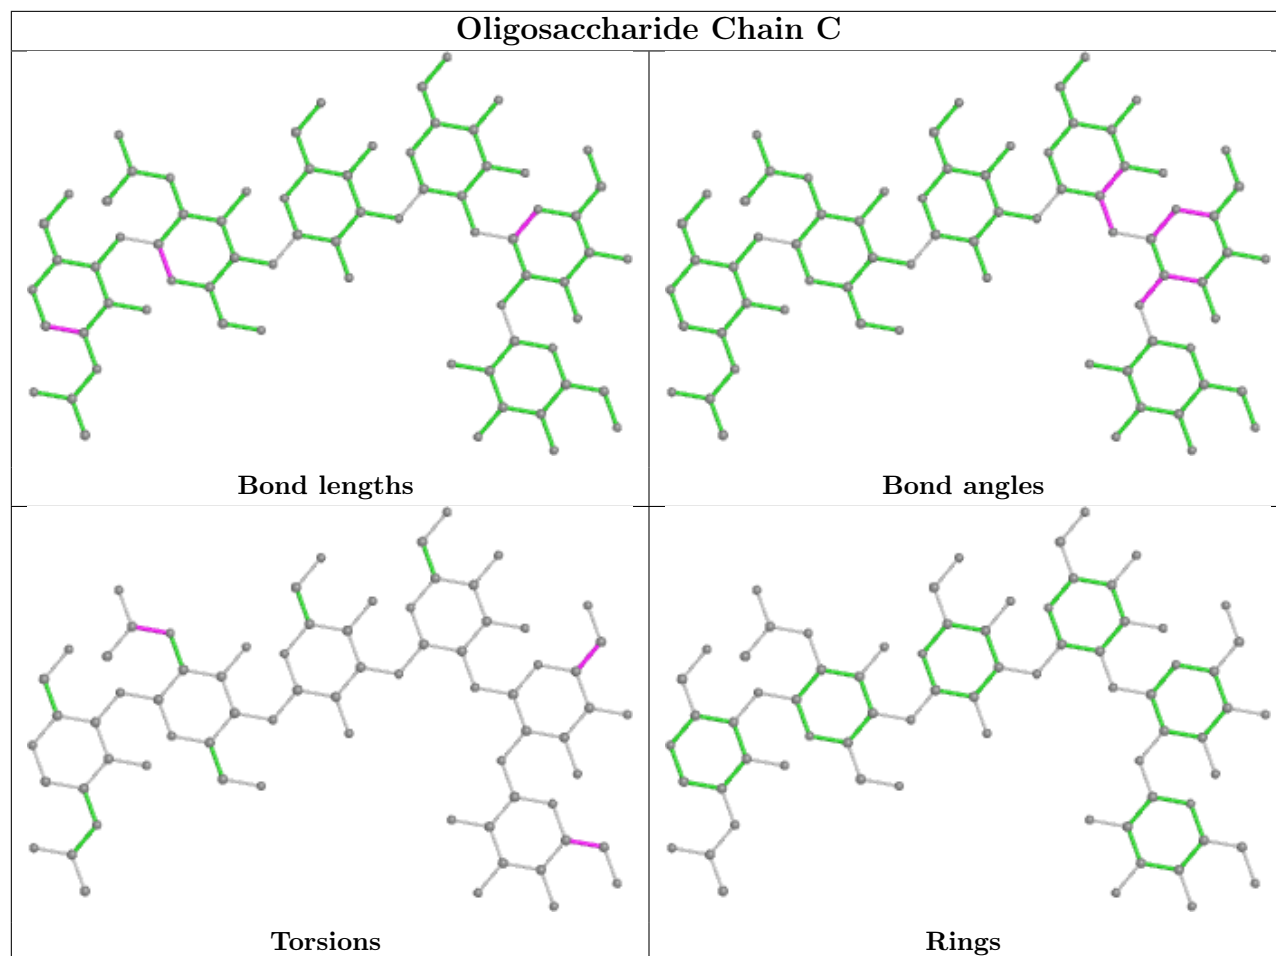 Oligosaccharide Chain C
Bond lengths
Bond angles
Torsions
Rings